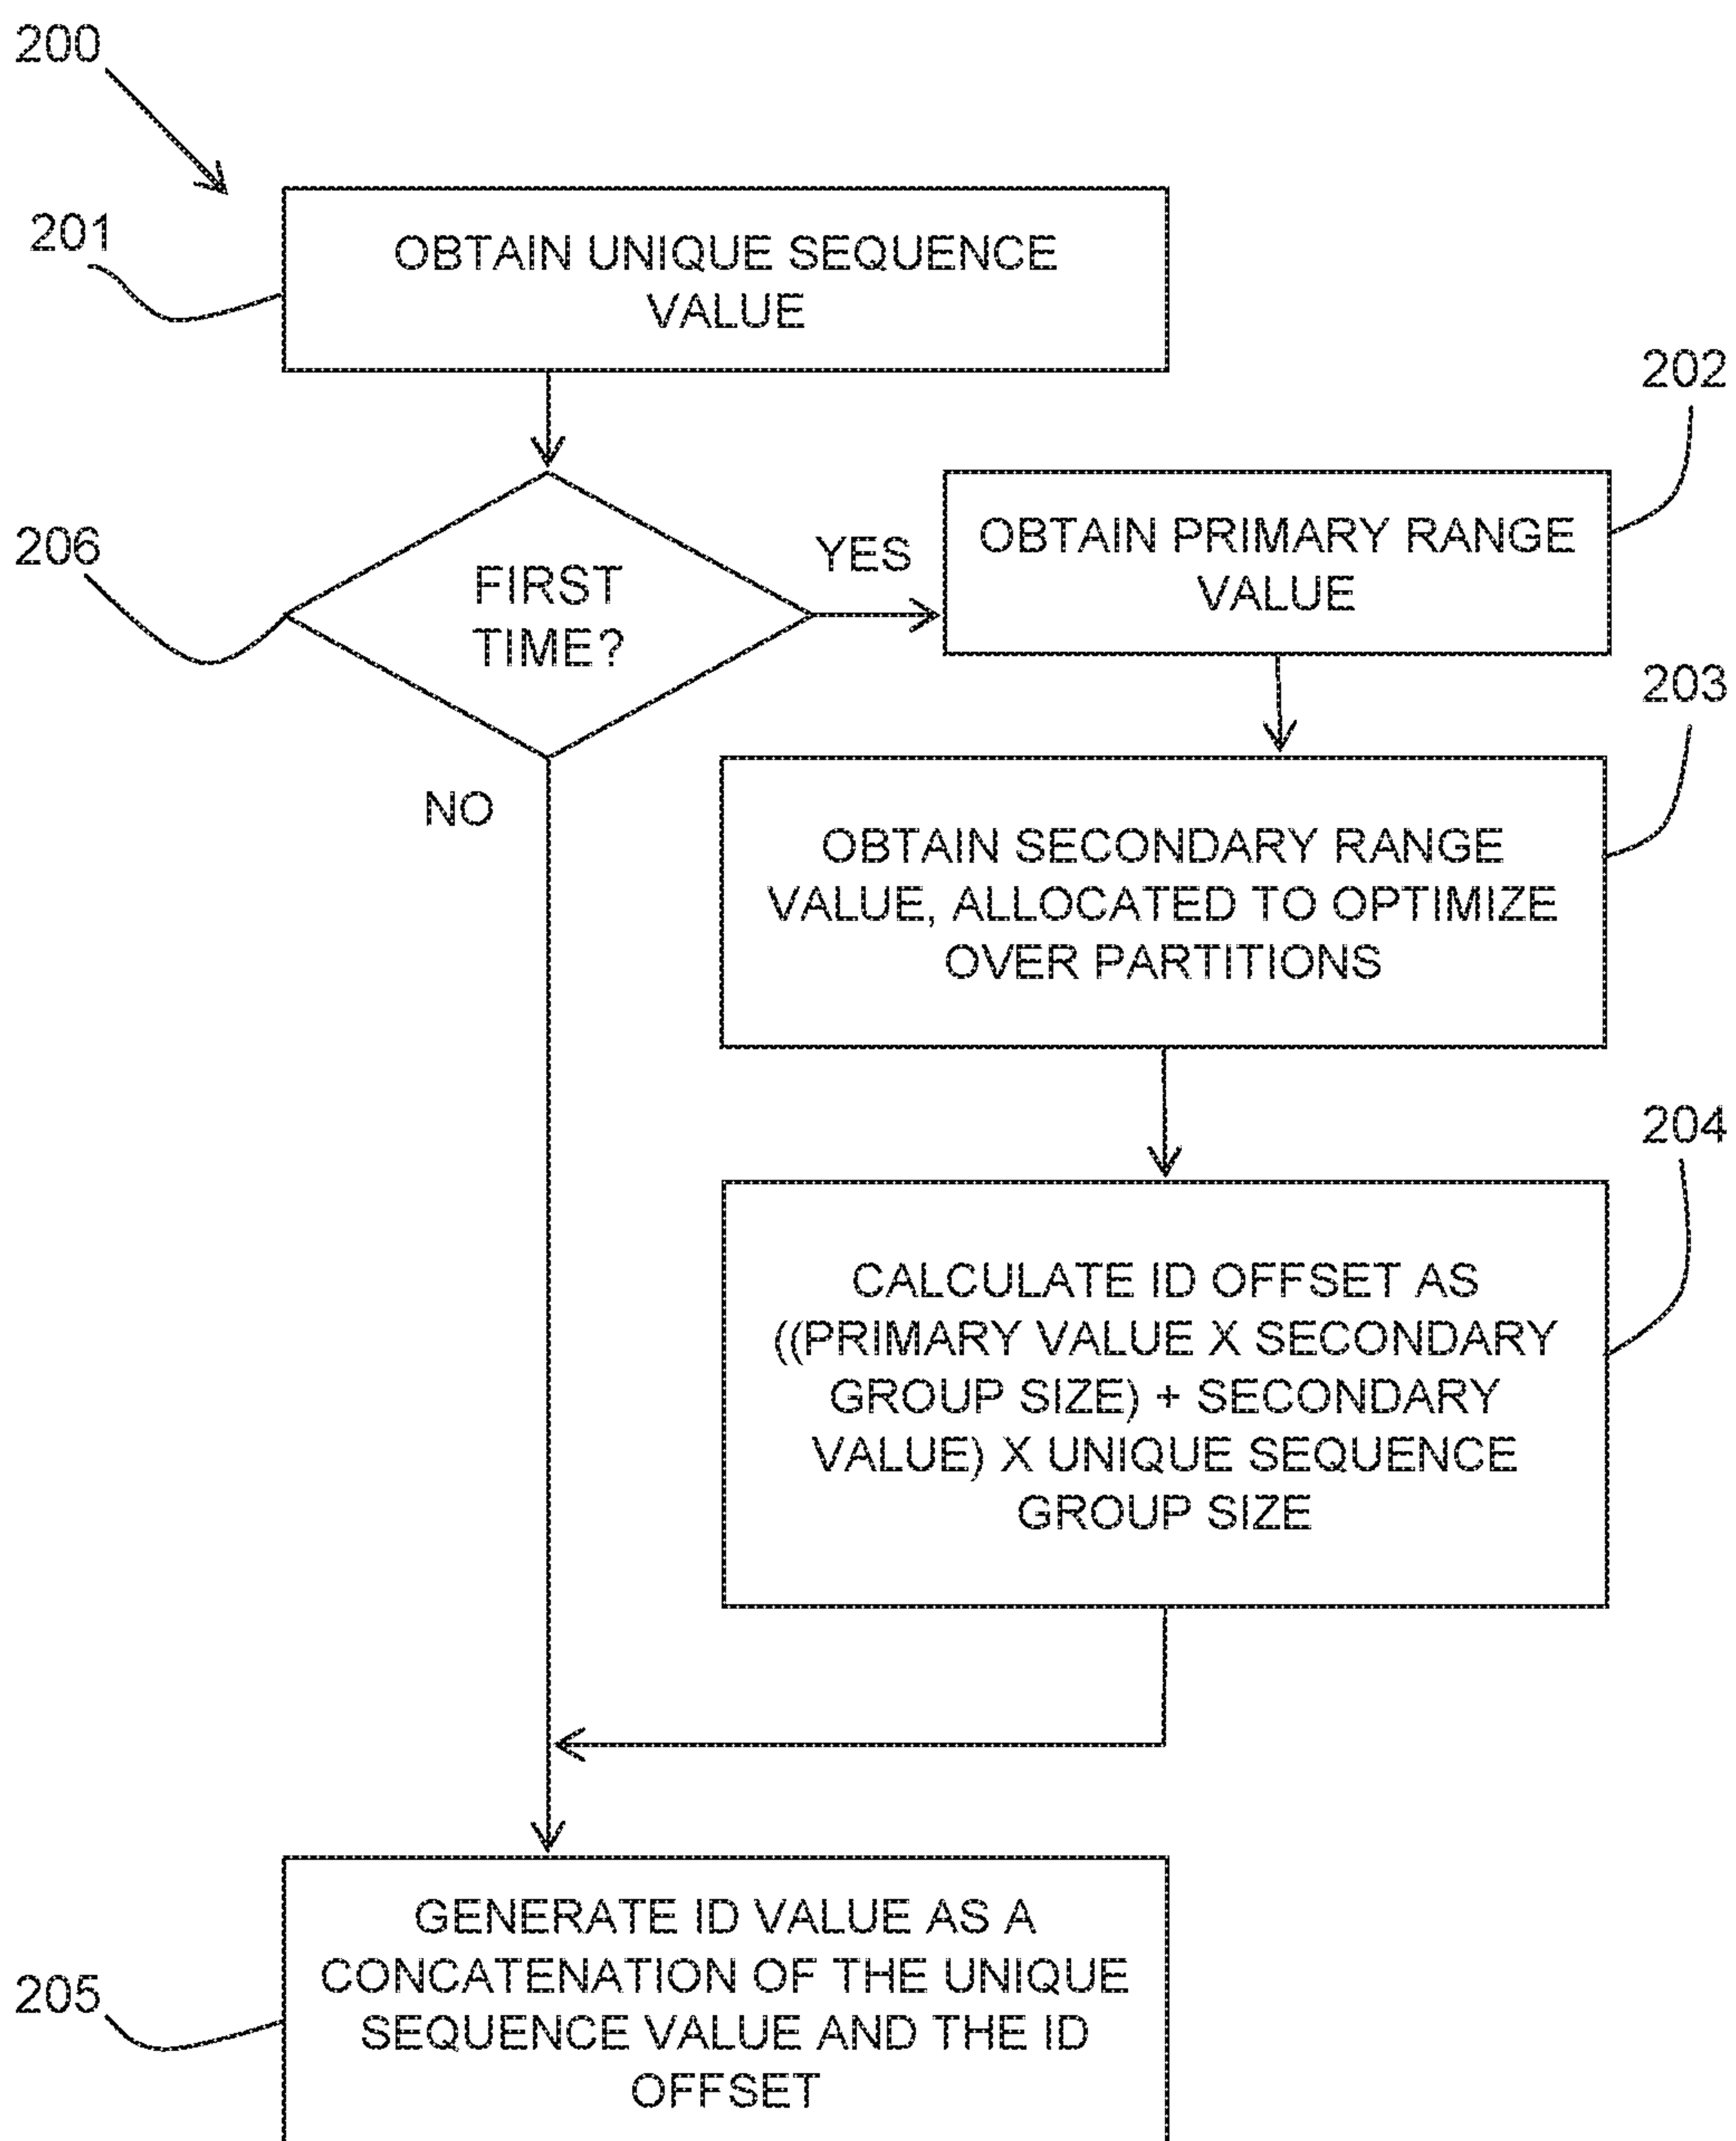 200
201
OBTAIN UNIQUE SEQUENCE
VALUE
202
206
FIRST
TIME?
YES
OBTAIN PRIMARY RANGE
VALUE
NO
203
OBTAIN SECONDARY RANGE
VALUE, ALLOCATED TO OPTIMIZE
OVER PARTITIONS
204
CALCULATE ID OFFSET AS
((PRIMARY VALUE X SECONDARY
GROUP SIZE) + SECONDARY
VALUE) X UNIQUE SEQUENCE
GROUP SIZE
205
GENERATE ID VALUE AS A
CONCATENATION OF THE UNIQUE
SEQUENCE VALUE AND THE ID
OFFSET